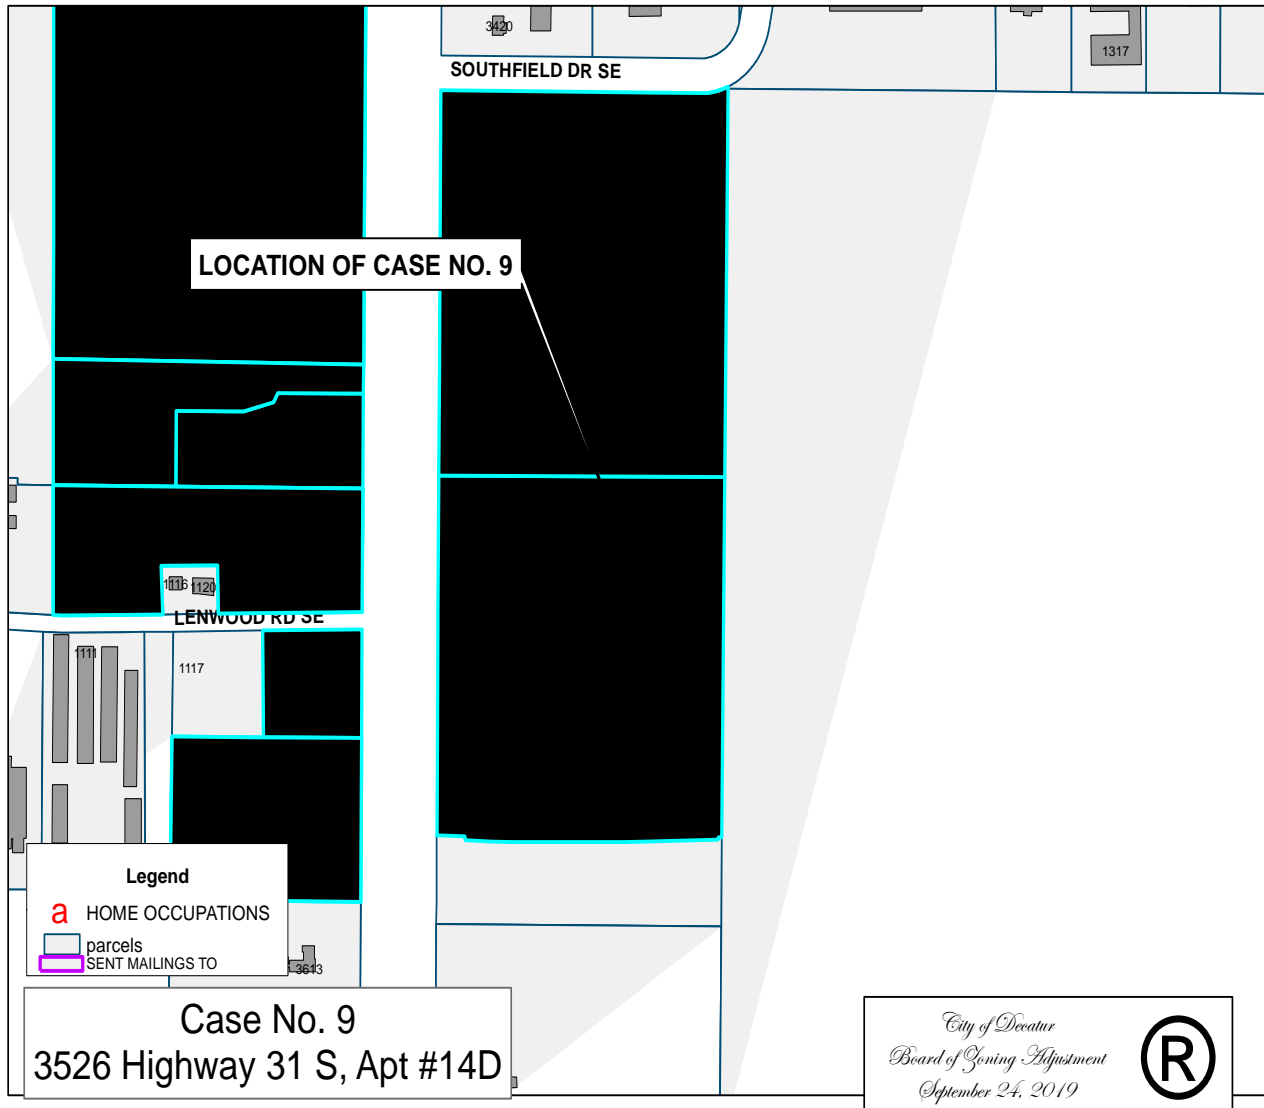 3420
1317
SOUTHFIELD DR SE
LOCATION OF CASE NO. 9
1116 1120
LENWOOD RD SE
1111
1117
Legend
a HOME OCCUPATIONS
parcels
SENT MAILINGS TO
3613
Case No. 9
3526 Highway 31 S, Apt #14D
City of Decatur
Board of Zoning Adjustment
September 24, 2019
®